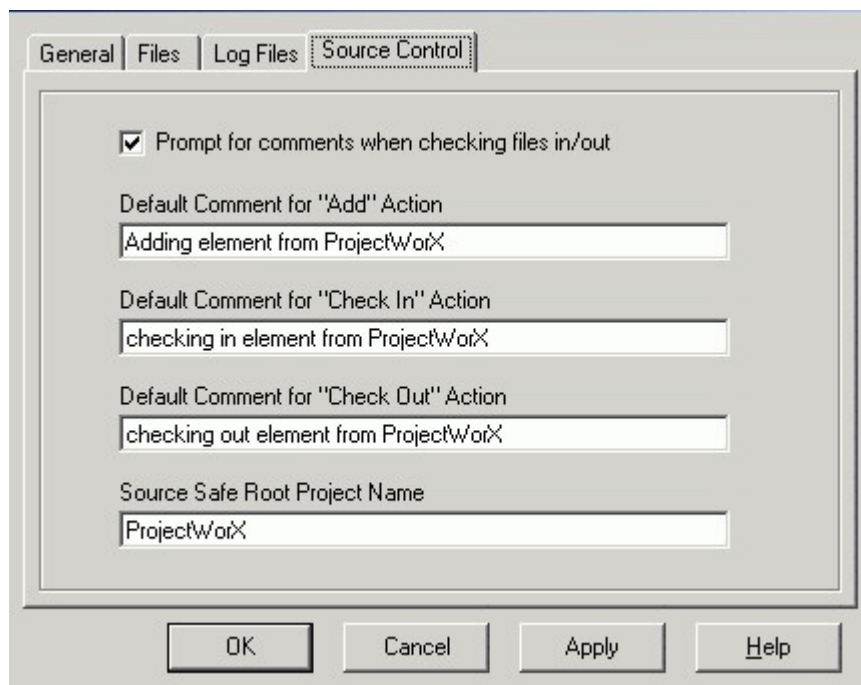 General Files Log Files Source Control
Prompt for comments when checking files in/out
Default Comment for "Add" Action
Adding element from ProjectWorX
Default Comment for "Check In" Action
checking in element from ProjectWorX
Default Comment for "Check Out" Action
checking out element from ProjectWorX
Source Safe Root Project Name
ProjectWorX
OK Cancel Apply Help